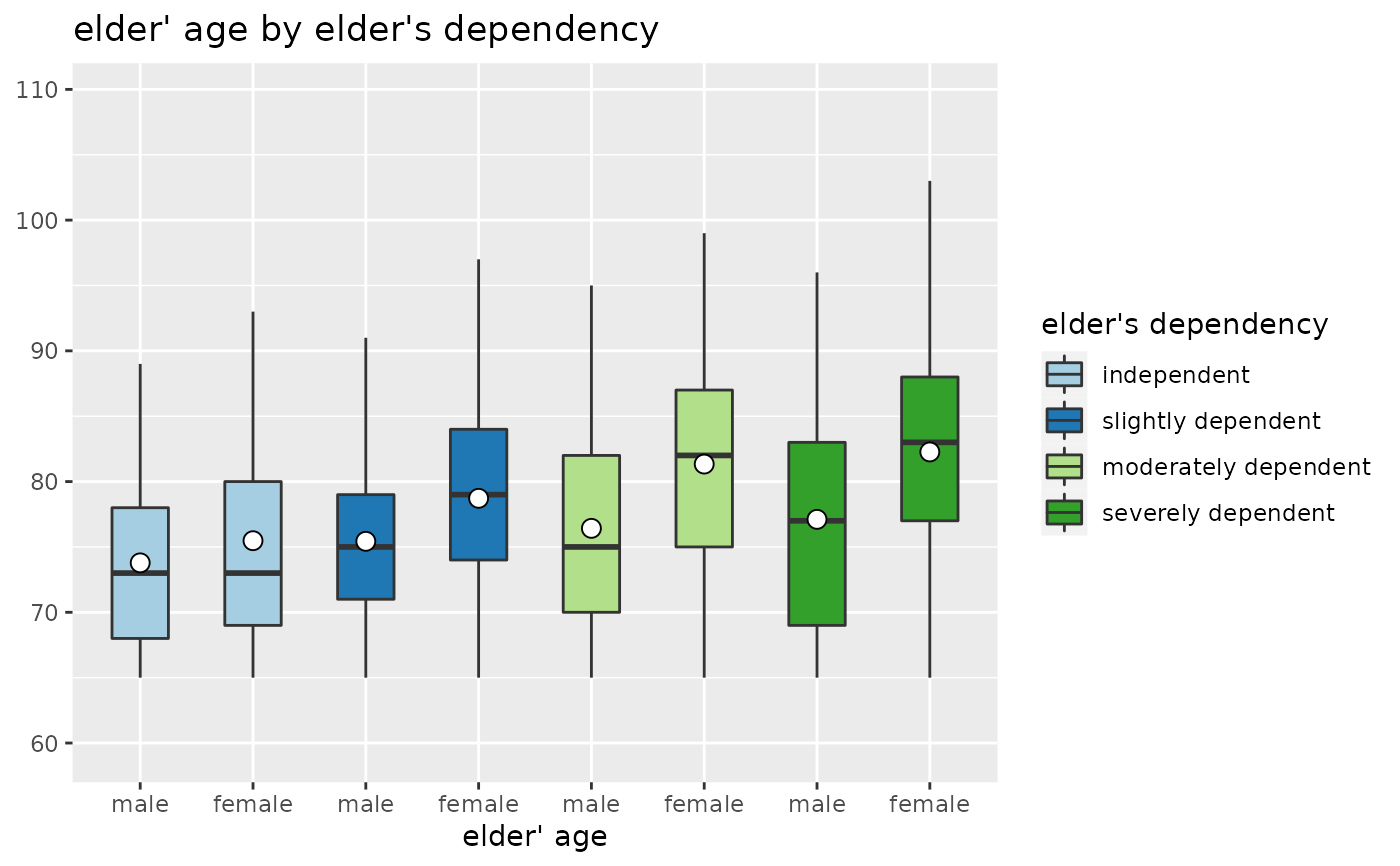 elder' age by elder's dependency
110
100
90
80
70
60
male female male female male female male female
elder' age
elder's dependency
independent
slightly dependent
moderately dependent
severely dependent